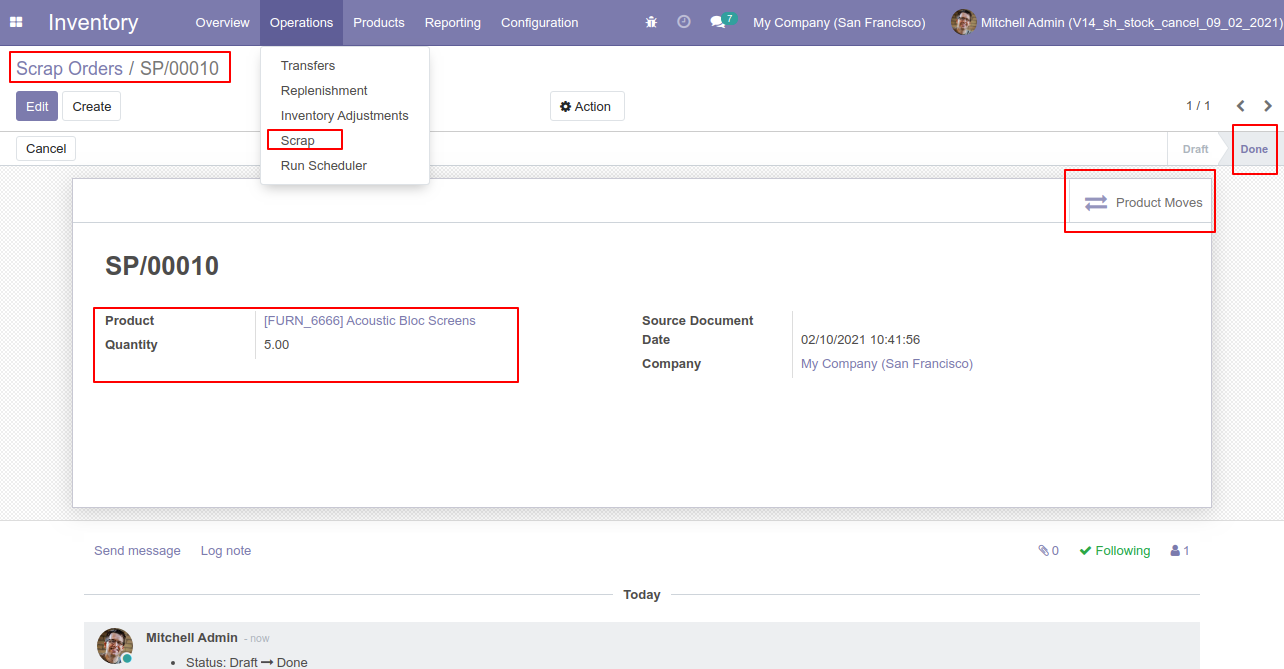 Inventory Overview Operations Products Reporting Configuration 7 My Company (San Francisco) Mitchell Admin (V14_sh_stock_cancel_09_02_2021)
Scrap Orders / SP/00010
Transfers
Replenishment
Edit Create Action 1 / 1
Inventory Adjustments
Scrap
Cancel Draft Done
Run Scheduler
Product Moves
SP/00010
Product [FURN_6666] Acoustic Bloc Screens Source Document
Quantity 5.00 Date 02/10/2021 10:41:56
Company My Company (San Francisco)
Send message Log note 0 Following 1
Today
Mitchell Admin - now
• Status: Draft → Done